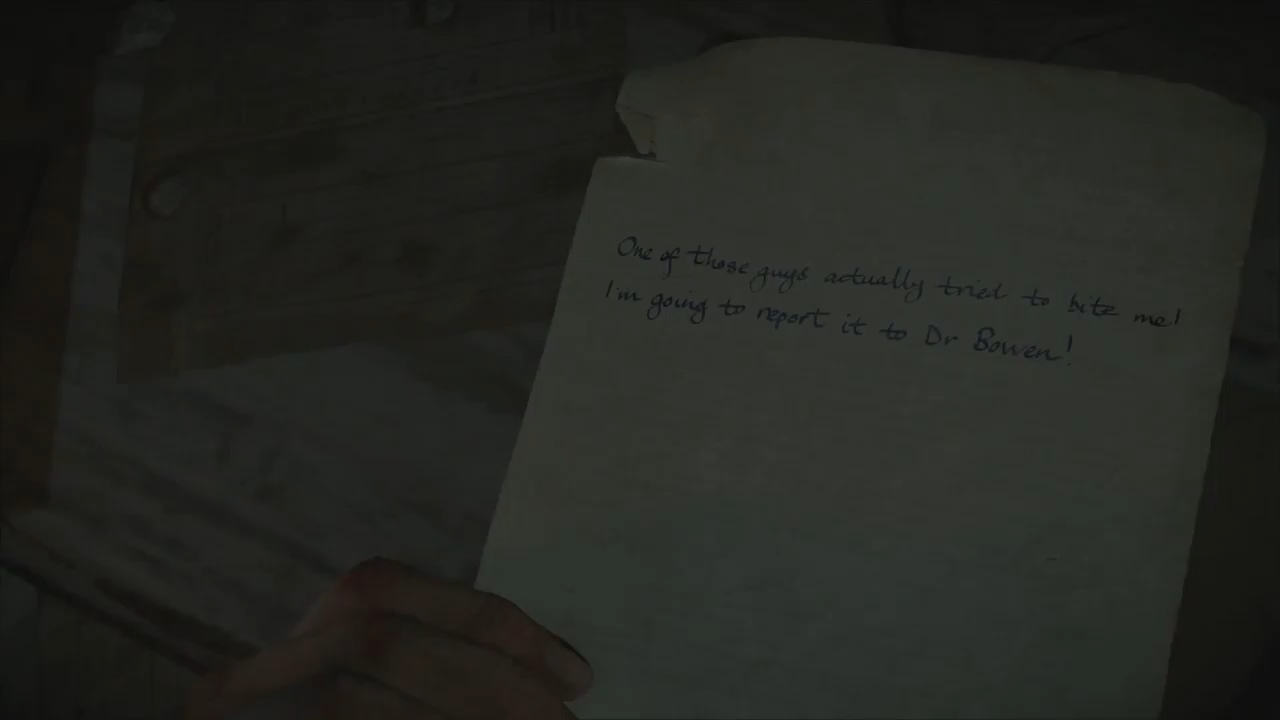 One of those guys actually tried to bite me!
I'm going to report it to Dr Bowen!